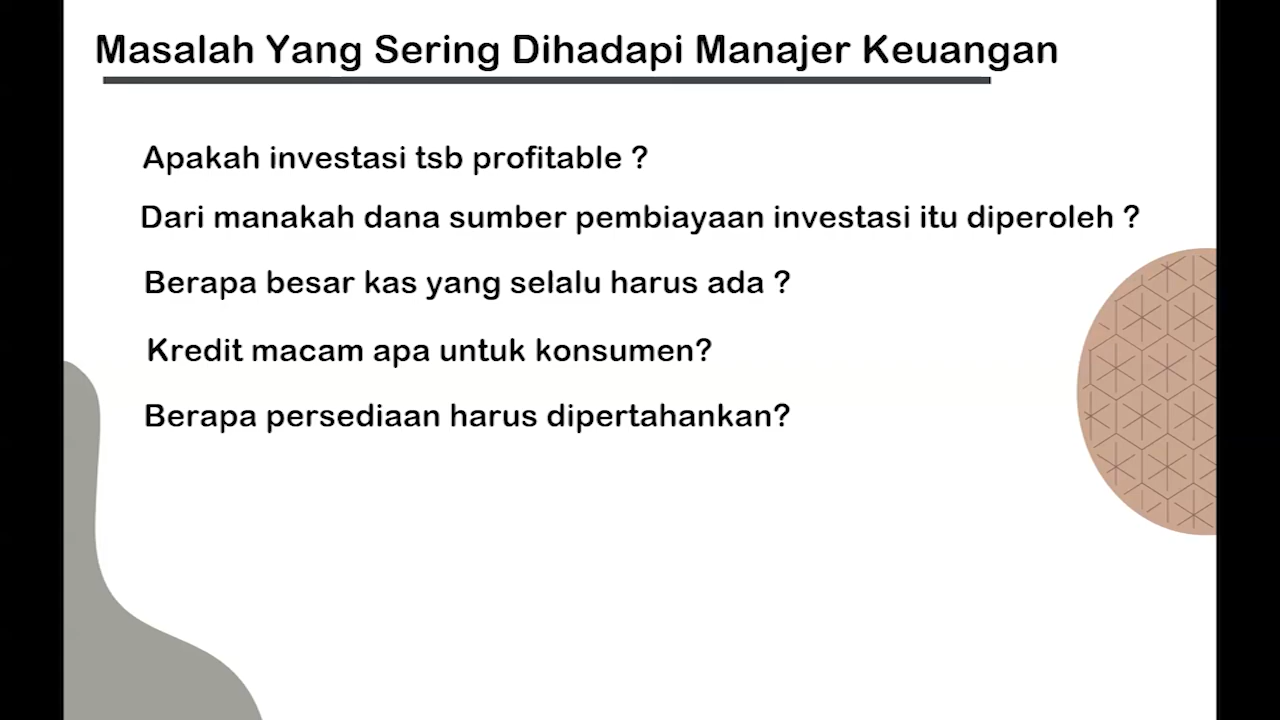 Masalah Yang Sering Dihadapi Manajer Keuangan
Apakah investasi tsb profitable ?
Dari manakah dana sumber pembiayaan investasi itu diperoleh ?
Berapa besar kas yang selalu harus ada ?
Kredit macam apa untuk konsumen?
Berapa persediaan harus dipertahankan?